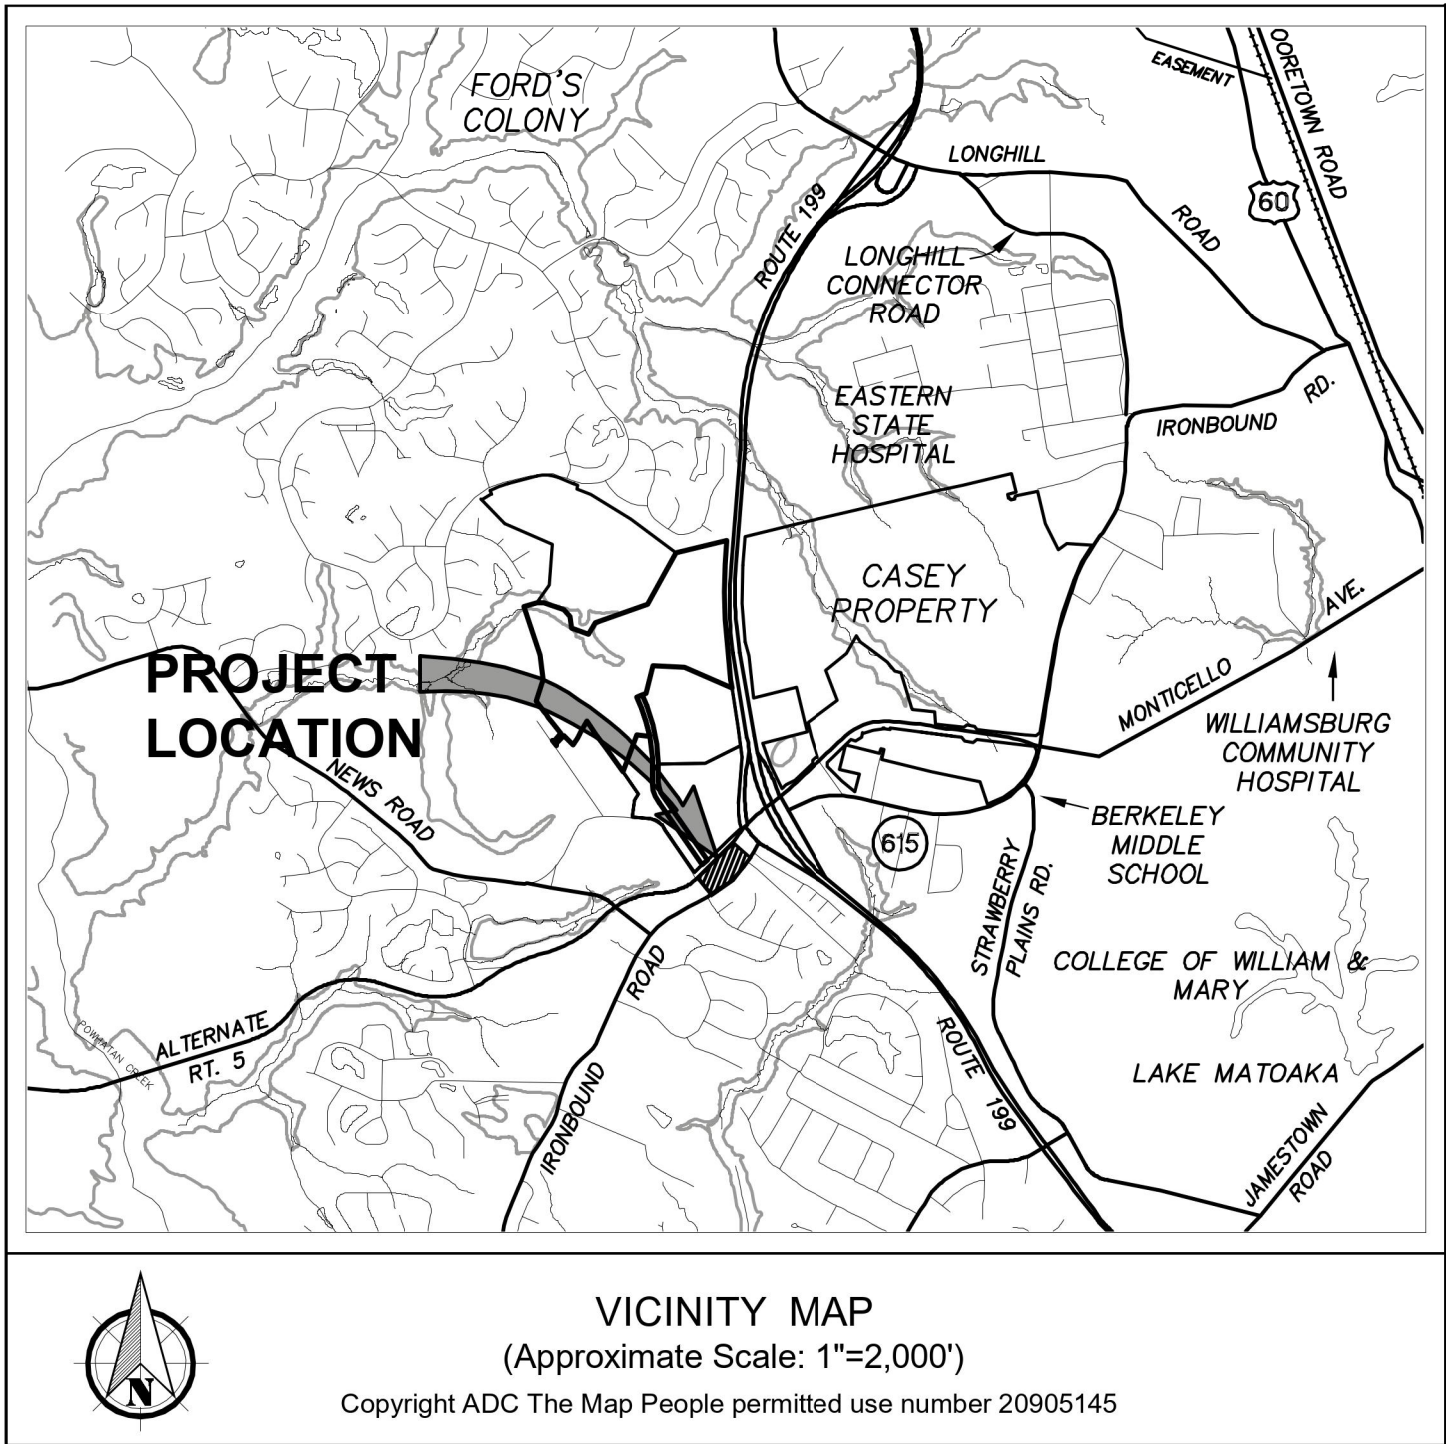 EASEMENT
OORETOWN ROAD
FORD'S
COLONY
LONGHILL
ROAD
60
ROUTE 199
LONGHILL
CONNECTOR
ROAD
EASTERN
STATE
HOSPITAL
IRONBOUND
RD.
CASEY
PROPERTY
AVE.
MONTICELLO
PROJECT
LOCATION
WILLIAMSBURG
COMMUNITY
HOSPITAL
NEWS ROAD
BERKELEY
MIDDLE
SCHOOL
615
STRAWBERRY
PLAINS RD.
COLLEGE OF WILLIAM &
MARY
ROAD
IRONBOUND
ALTERNATE
RT. 5
POWHATAN CREEK
ROUTE
199
LAKE MATOAKA
JAMESTOWN
ROAD
N
VICINITY MAP
(Approximate Scale: 1"=2,000')
Copyright ADC The Map People permitted use number 20905145